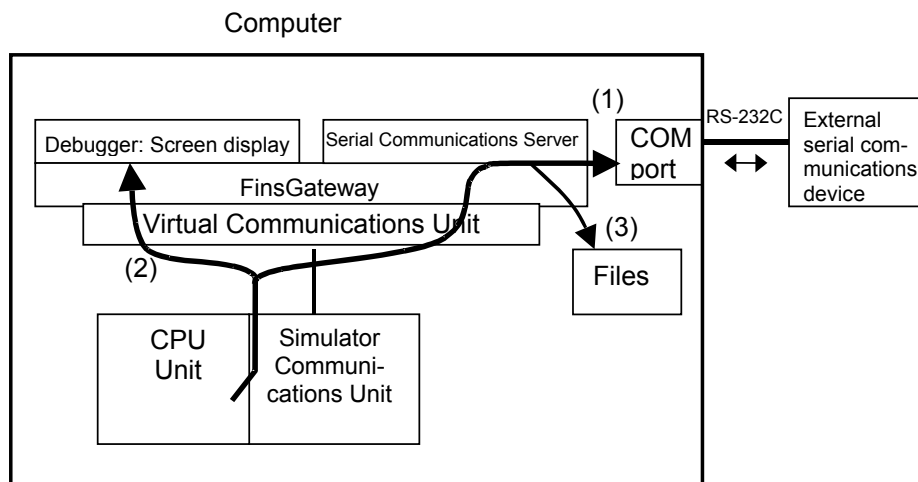 Computer
(1)
RS-232C
Debugger: Screen display
Serial Communications Server
COM
port
External
serial com-
munications
device
FinsGateway
Virtual Communications Unit
(2)
(3)
Files
CPU
Unit
Simulator
Communi-
cations Unit